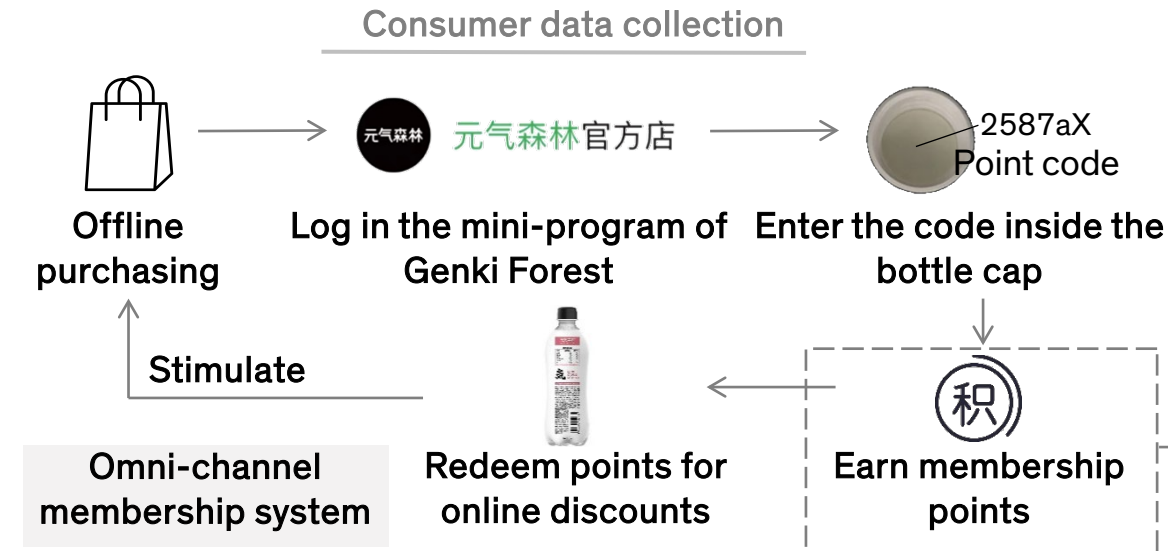 Consumer data collection
元气森林
元气森林官方店
2587aX
Point code
Offline
purchasing
Log in the mini-program of
Genki Forest
Enter the code inside the
bottle cap
Stimulate
积
Omni-channel
membership system
Redeem points for
online discounts
Earn membership
points